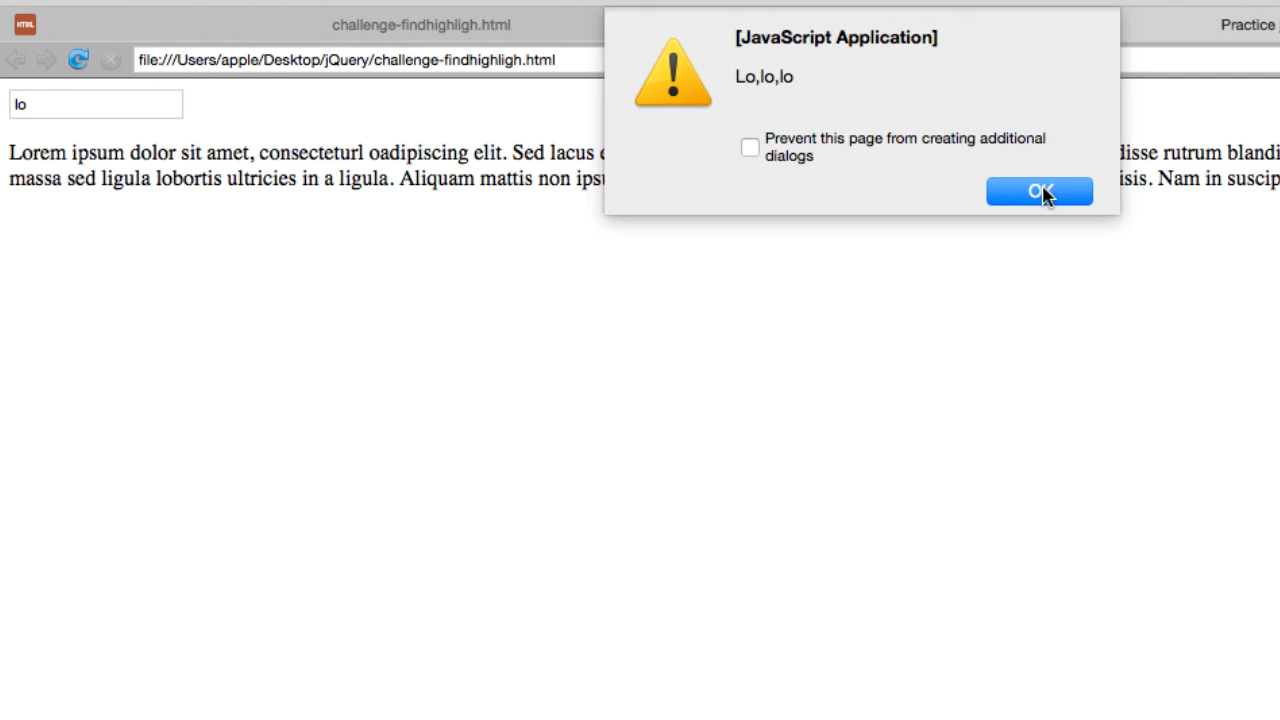 HTML
challenge-findhighligh.html
Practice
file:///Users/apple/Desktop/jQuery/challenge-findhighligh.html
[JavaScript Application]
Lo,lo,lo
Prevent this page from creating additional
dialogs
OK
lo
Lorem ipsum dolor sit amet, consecteturl oadipiscing elit. Sed lacus disse rutrum blandi
massa sed ligula lobortis ultricies in a ligula. Aliquam mattis non ipsu isis. Nam in suscip